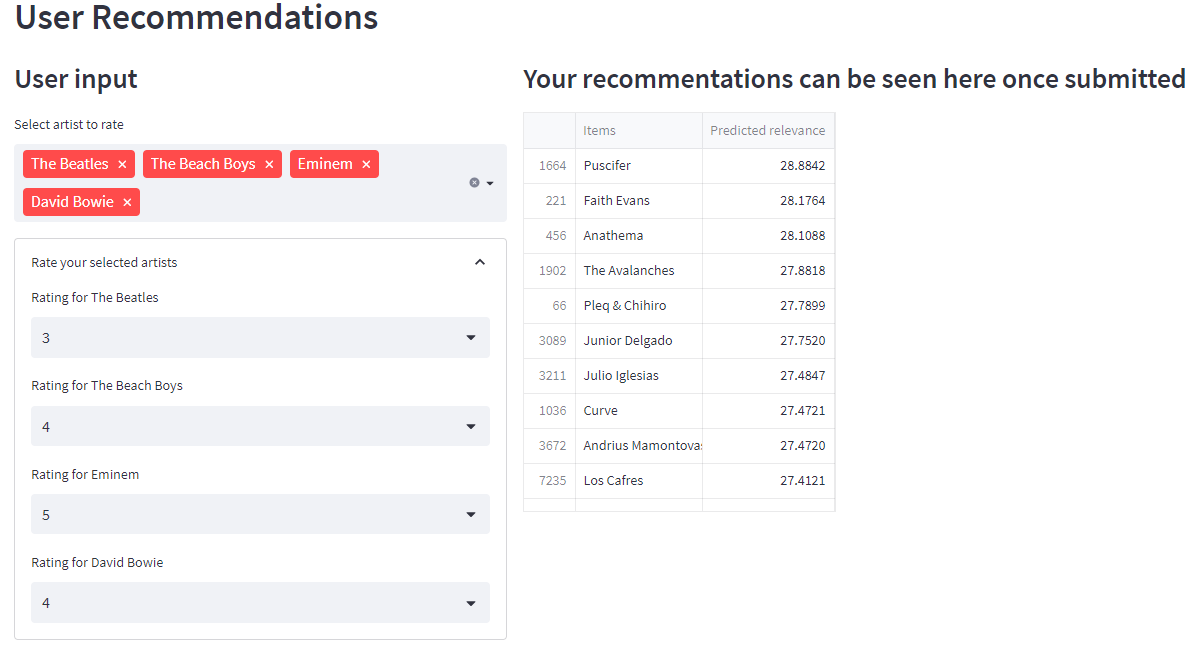 User Recommendations
User input
Select artist to rate
The Beatles ×
The Beach Boys ×
Eminem ×
David Bowie ×
Rate your selected artists
Rating for The Beatles
3
Rating for The Beach Boys
4
Rating for Eminem
5
Rating for David Bowie
4
Your recommentations can be seen here once submitted
Items Predicted relevance
1664 Puscifer 28.8842
221 Faith Evans 28.1764
456 Anathema 28.1088
1902 The Avalanches 27.8818
66 Pleq & Chihiro 27.7899
3089 Junior Delgado 27.7520
3211 Julio Iglesias 27.4847
1036 Curve 27.4721
3672 Andrius Mamontovas 27.4720
7235 Los Cafres 27.4121